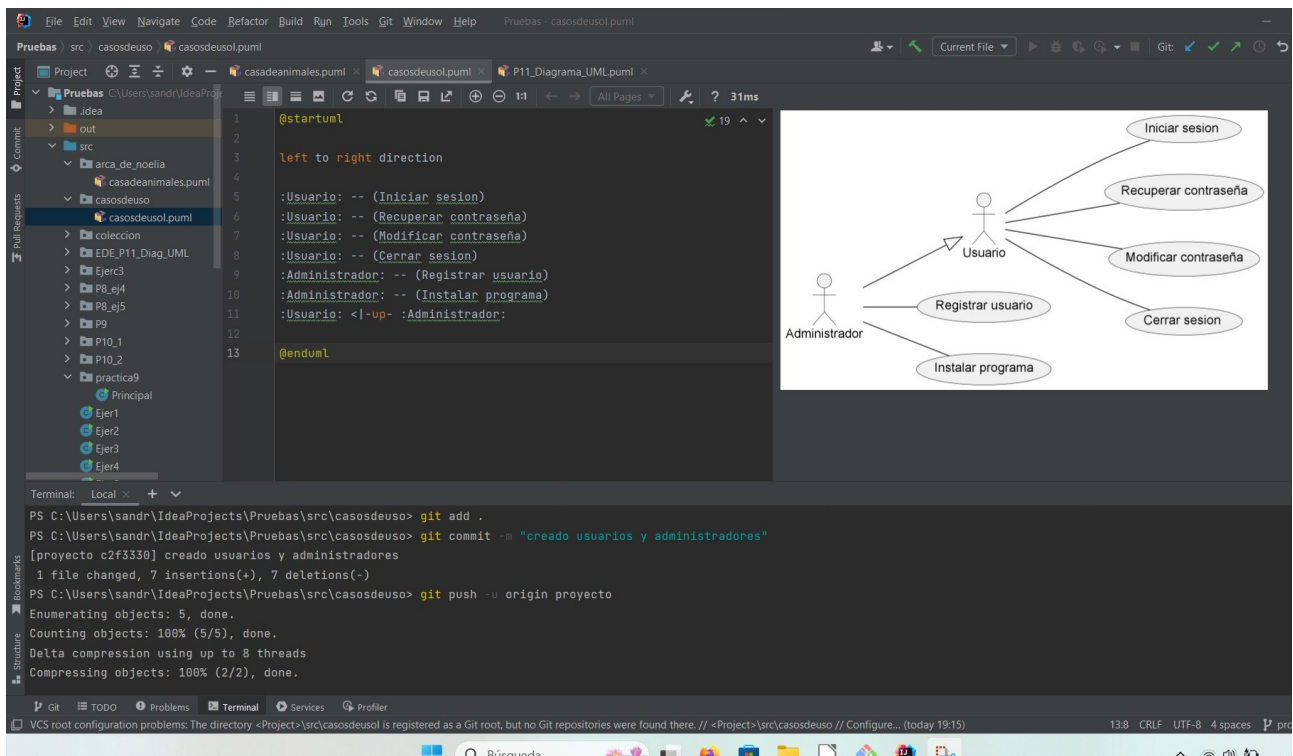 File Edit View Navigate Code Refactor Build Run Tools Git Window Help Pruebas - casosdeusol.puml
Pruebas src casosdeuso casosdeusol.puml Current File Git:
Project casadeanimales.puml casosdeusol.puml P11_Diagrama_UML.puml
Project
Commit
Pull Requests
Pruebas C:\Users\sandr\IdeaProje
.idea
out
src
arca_de_noelia
casadeanimales.puml
casosdeuso
casosdeusol.puml
coleccion
EDE_P11_Diag_UML
Ejerc3
P8_ej4
P8_ej5
P9
P10_1
P10_2
practica9
Principal
Ejer1
Ejer2
Ejer3
Ejer4
1:1 All Pages ? 31ms
1 @startuml 19
2
3 left to right direction
4
5 :Usuario: -- (Iniciar sesion)
6 :Usuario: -- (Recuperar contraseña)
7 :Usuario: -- (Modificar contraseña)
8 :Usuario: -- (Cerrar sesion)
9 :Administrador: -- (Registrar usuario)
10 :Administrador: -- (Instalar programa)
11 :Usuario: <|-up- :Administrador:
12
13 @enduml
Iniciar sesion
Recuperar contraseña
Usuario
Modificar contraseña
Registrar usuario
Cerrar sesion
Administrador
Instalar programa
Terminal: Local
PS C:\Users\sandr\IdeaProjects\Pruebas\src\casosdeuso> git add .
PS C:\Users\sandr\IdeaProjects\Pruebas\src\casosdeuso> git commit -m "creado usuarios y administradores"
[proyecto c2f3330] creado usuarios y administradores
1 file changed, 7 insertions(+), 7 deletions(-)
PS C:\Users\sandr\IdeaProjects\Pruebas\src\casosdeuso> git push -u origin proyecto
Enumerating objects: 5, done.
Counting objects: 100% (5/5), done.
Delta compression using up to 8 threads
Compressing objects: 100% (2/2), done.
Bookmarks
Structure
Git TODO Problems Terminal Services Profiler
VCS root configuration problems: The directory <Project>\src\casosdeusol is registered as a Git root, but no Git repositories were found there. // <Project>\src\casosdeuso // Configure... (today 19:15) 13:8 CRLF UTF-8 4 spaces pro
Búsqueda